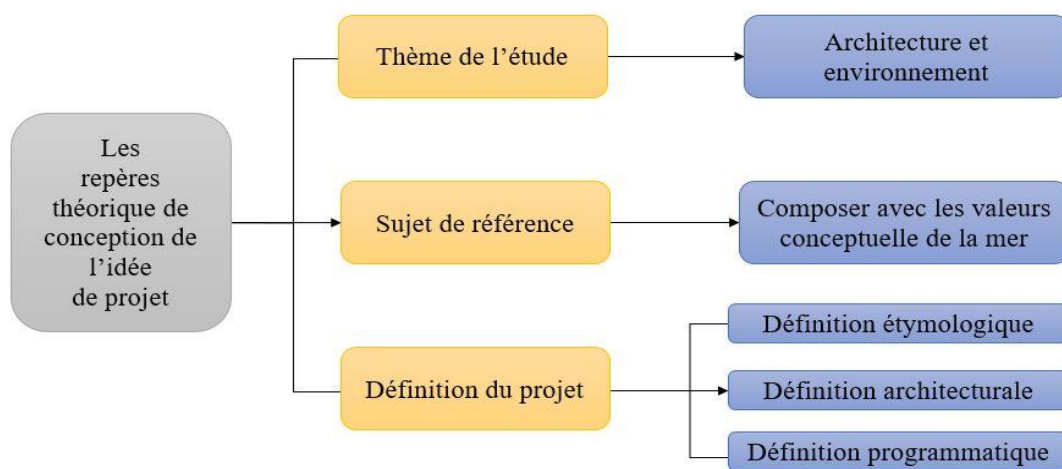 Les
repères
théorique de
conception de
l’idée
de projet
Thème de l’étude
Architecture et
environnement
Sujet de référence
Composer avec les valeurs
conceptuelle de la mer
Définition du projet
Définition étymologique
Définition architecturale
Définition programmatique